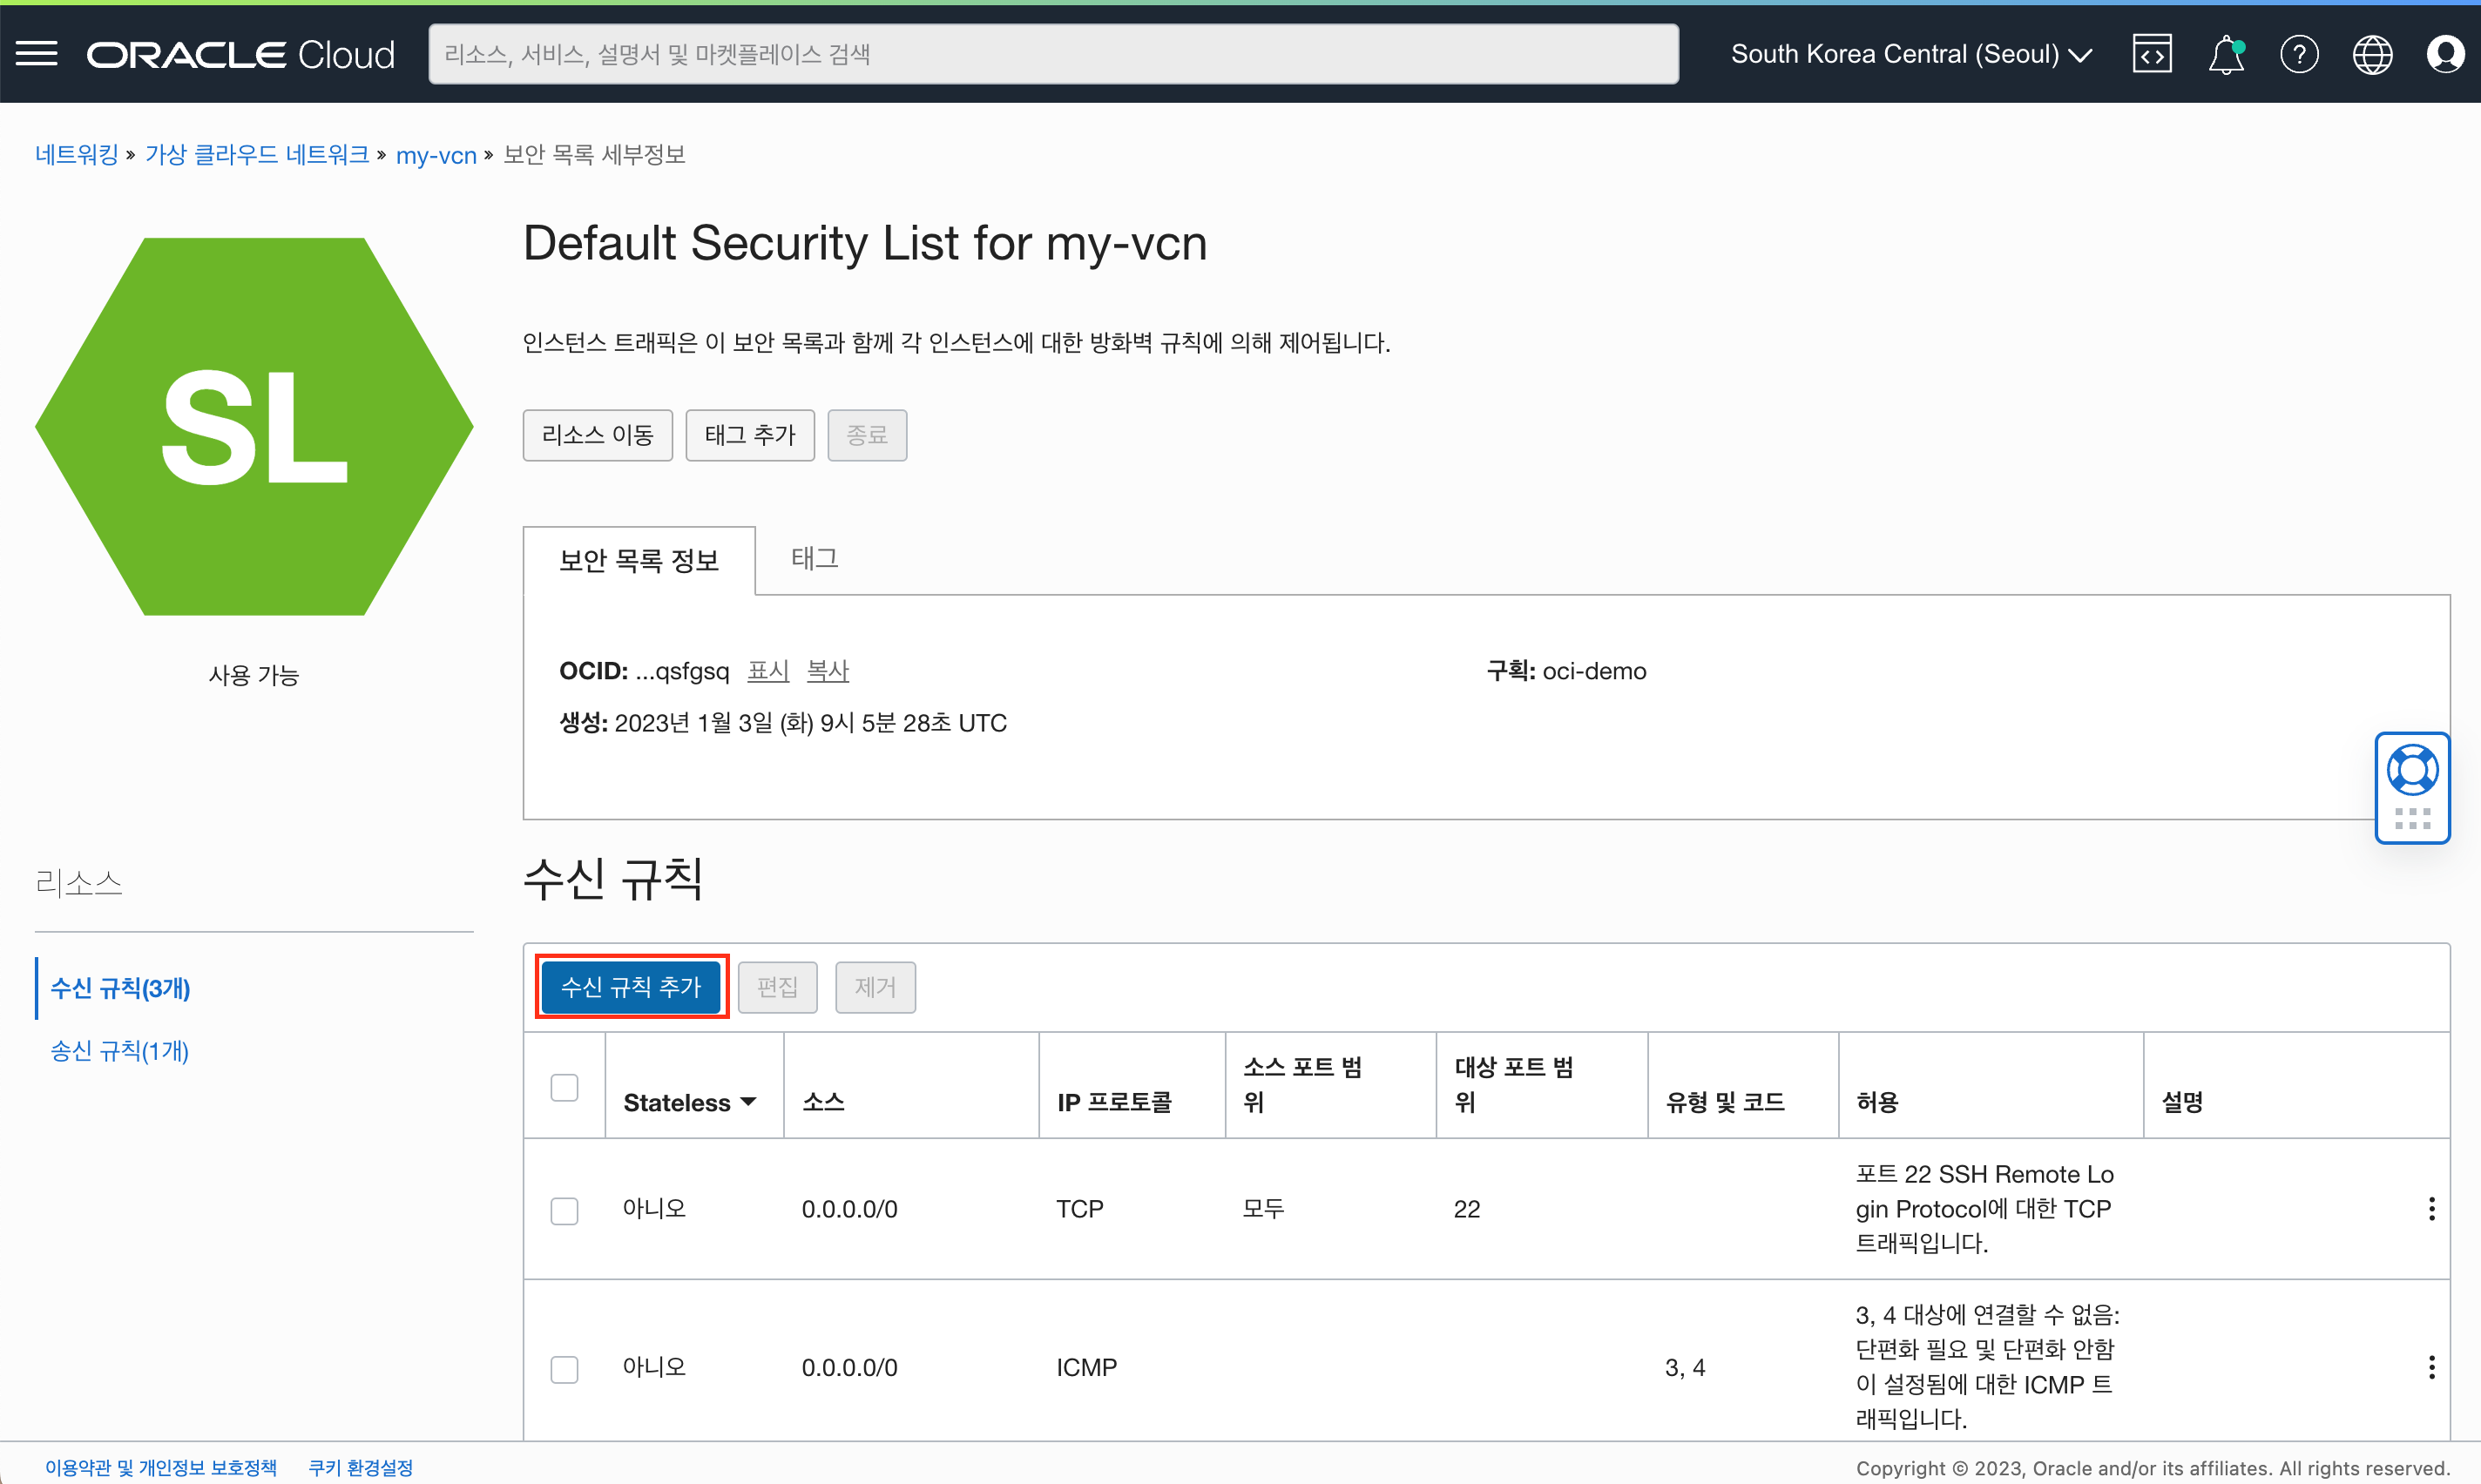 ORACLE Cloud
리소스, 서비스, 설명서 및 마켓플레이스 검색
South Korea Central (Seoul)
네트워킹 » 가상 클라우드 네트워크 » my-vcn » 보안 목록 세부정보
SL
사용 가능
Default Security List for my-vcn
인스턴스 트래픽은 이 보안 목록과 함께 각 인스턴스에 대한 방화벽 규칙에 의해 제어됩니다.
리소스 이동 태그 추가 종료
보안 목록 정보 태그
OCID: ...qsfgsq 표시 복사
구획: oci-demo
생성: 2023년 1월 3일 (화) 9시 5분 28초 UTC
리소스
수신 규칙(3개)
송신 규칙(1개)
수신 규칙
수신 규칙 추가 편집 제거
Stateless 소스 IP 프로토콜 소스 포트 범위 대상 포트 범위 유형 및 코드 허용 설명
아니오 0.0.0.0/0 TCP 모두 22
포트 22 SSH Remote Lo
gin Protocol에 대한 TCP
트래픽입니다.
아니오 0.0.0.0/0 ICMP 3, 4
3, 4 대상에 연결할 수 없음:
단편화 필요 및 단편화 안함
이 설정됨에 대한 ICMP 트
래픽입니다.
이용약관 및 개인정보 보호정책 쿠키 환경설정
Copyright © 2023, Oracle and/or its affiliates. All rights reserved.